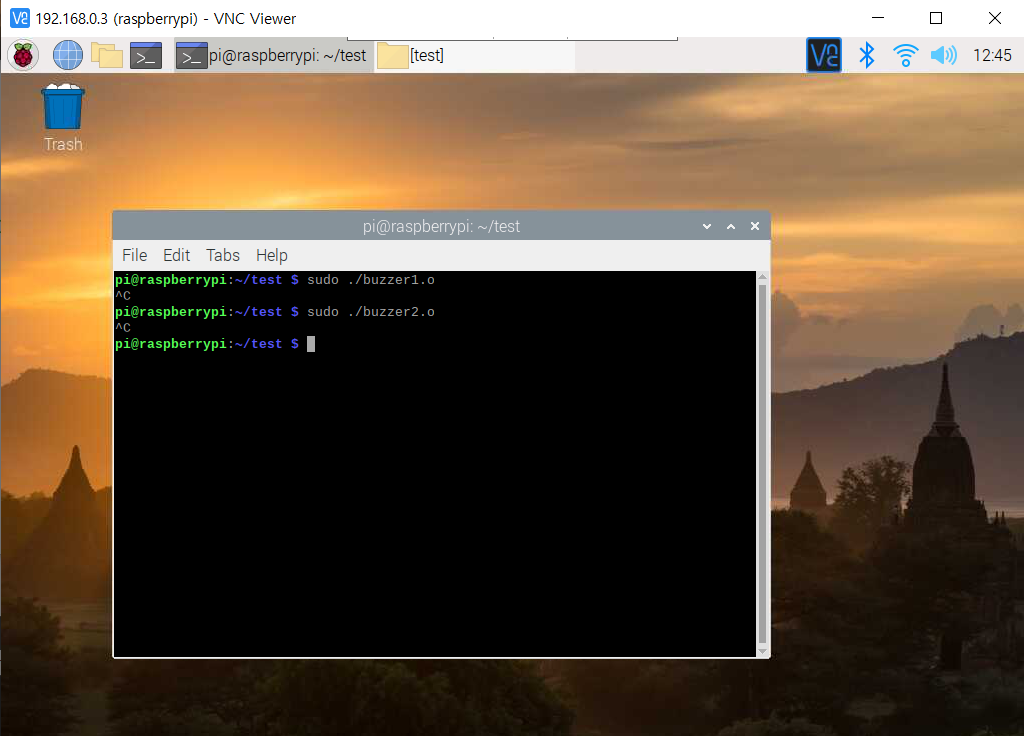 192.168.0.3 (raspberrypi) - VNC Viewer
pi@raspberrypi: ~/test
[test]
12:45
Trash
pi@raspberrypi: ~/test
File Edit Tabs Help
pi@raspberrypi:~/test $ sudo ./buzzer1.o
^C
pi@raspberrypi:~/test $ sudo ./buzzer2.o
^C
pi@raspberrypi:~/test $